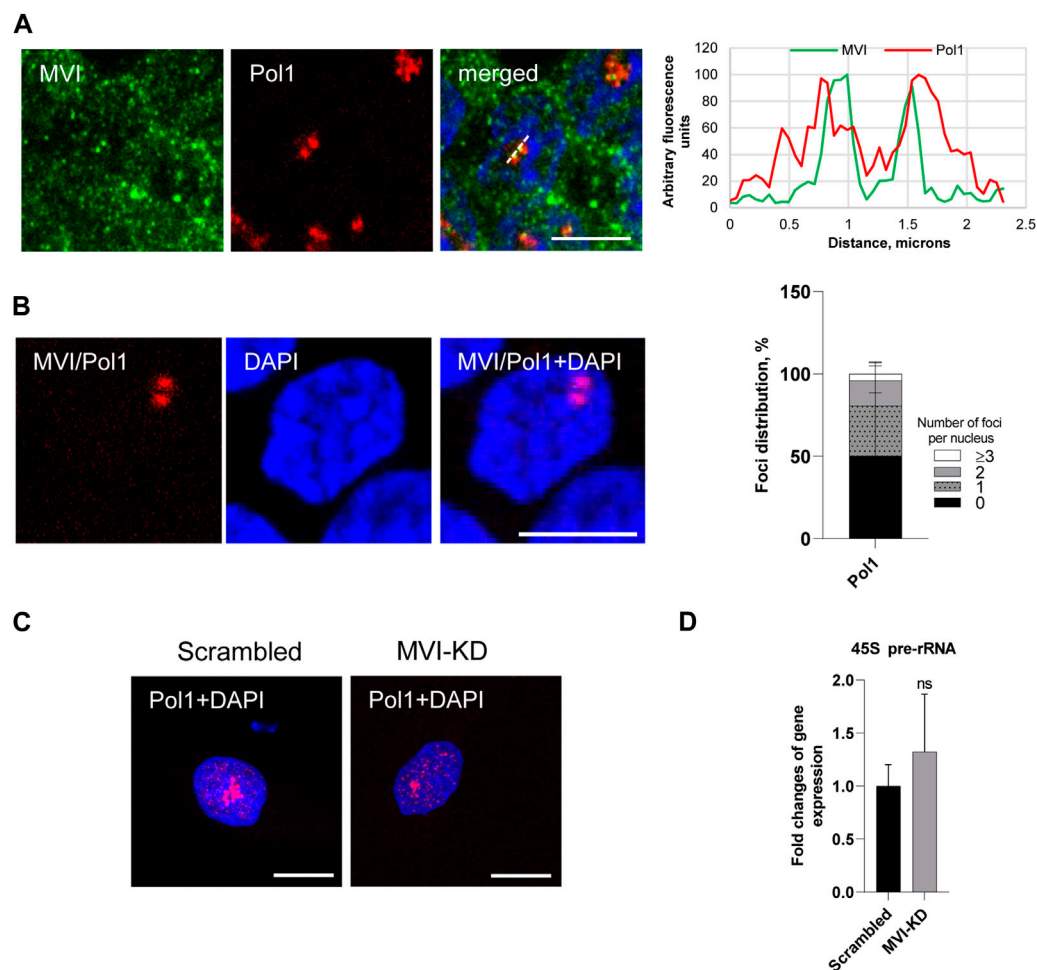 A
MVI
Pol1
merged
MVI
Pol1
Arbitrary fluorescence
units
120
100
80
60
40
20
0
0
0.5
1
1.5
2
2.5
Distance, microns
B
MVI/Pol1
DAPI
MVI/Pol1+DAPI
Foci distribution, %
150
100
50
0
Pol1
Number of foci
per nucleus
≥3
2
1
0
C
Scrambled
MVI-KD
Pol1+DAPI
Pol1+DAPI
D
45S pre-rRNA
Fold changes of gene
expression
2.0
1.5
1.0
0.5
0.0
ns
Scrambled
MVI-KD